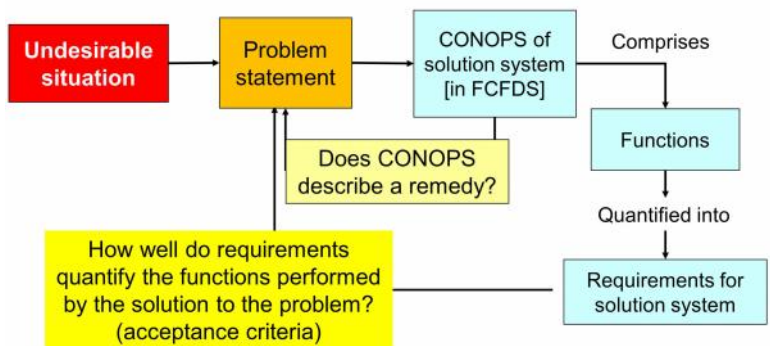 Undesirable
situation
Problem
statement
CONOPS of
solution system
[in FCFDS]
Comprises
Functions
Does CONOPS
describe a remedy?
Quantified into
How well do requirements
quantify the functions performed
by the solution to the problem?
(acceptance criteria)
Requirements for
solution system